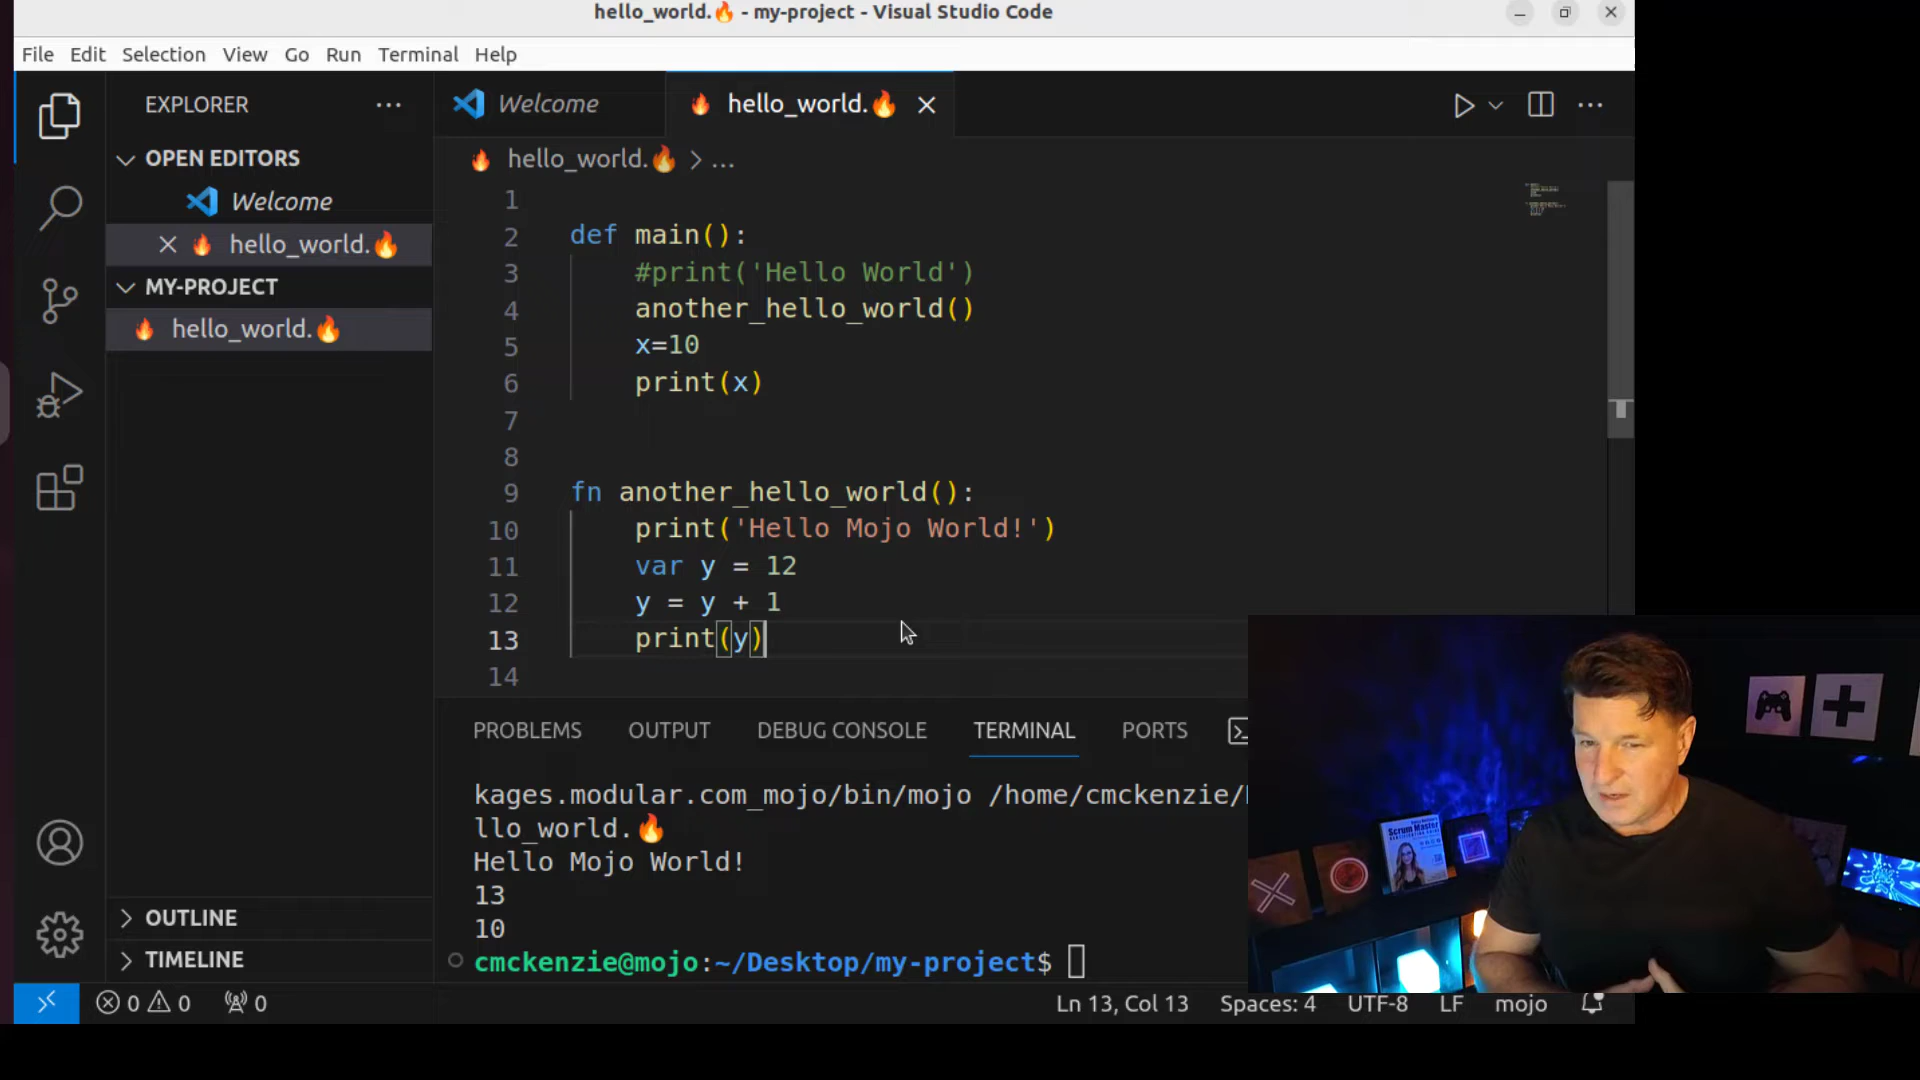 hello_world.🔥 - my-project - Visual Studio Code
File Edit Selection View Go Run Terminal Help
EXPLORER
OPEN EDITORS
Welcome
hello_world.🔥
MY-PROJECT
hello_world.🔥
OUTLINE
TIMELINE
Welcome
hello_world.🔥
hello_world.🔥 > ...
1
2 def main():
3     #print('Hello World')
4     another_hello_world()
5     x=10
6     print(x)
7
8
9 fn another_hello_world():
10     print('Hello Mojo World!')
11     var y = 12
12     y = y + 1
13     print(y)
14
PROBLEMS OUTPUT DEBUG CONSOLE TERMINAL PORTS
kages.modular.com_mojo/bin/mojo /home/cmckenzie/
llo_world.🔥
Hello Mojo World!
13
10
cmckenzie@mojo:~/Desktop/my-project$
0 0 0
Ln 13, Col 13 Spaces: 4 UTF-8 LF mojo
Scrum Master